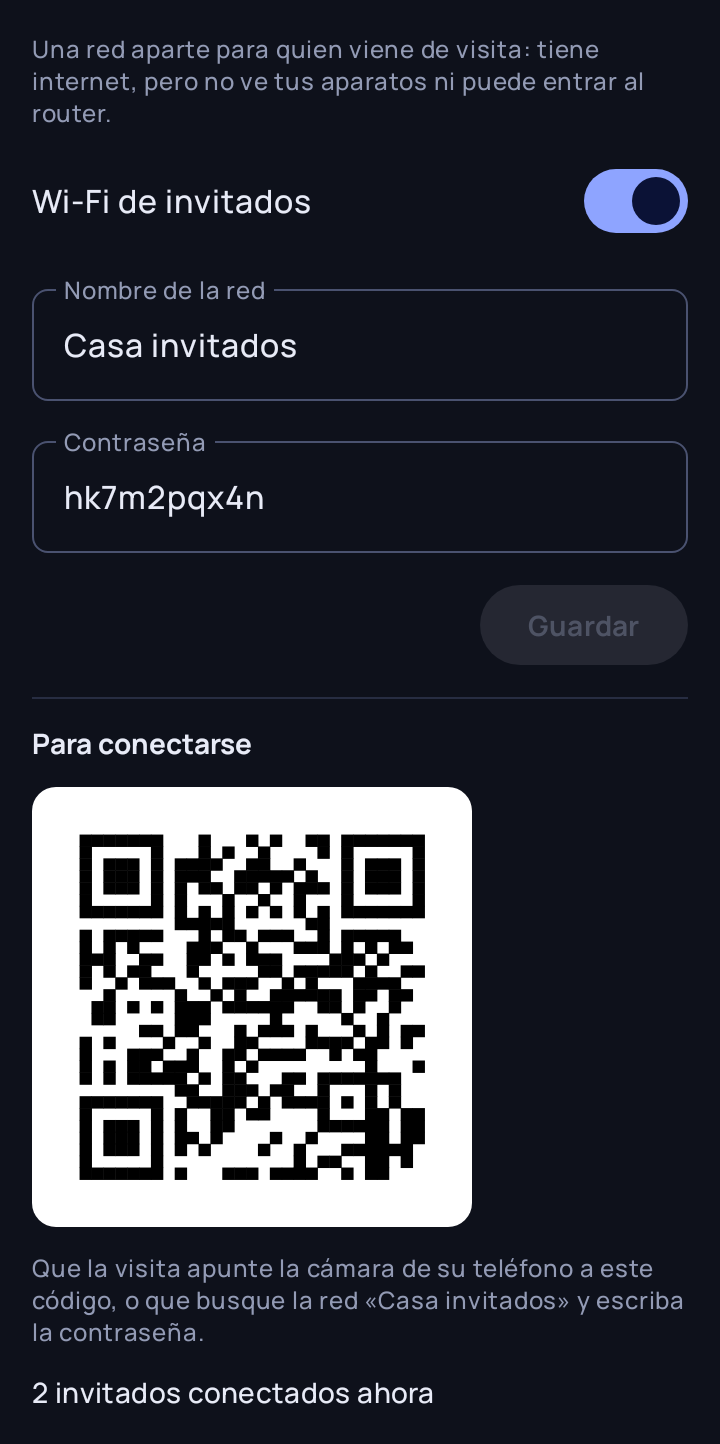 Una red aparte para quien viene de visita: tiene
internet, pero no ve tus aparatos ni puede entrar al
router.
Wi-Fi de invitados
Nombre de la red
Casa invitados
Contraseña
hk7m2pqx4n
Guardar
Para conectarse
Que la visita apunte la cámara de su teléfono a este
código, o que busque la red «Casa invitados» y escriba
la contraseña.
2 invitados conectados ahora